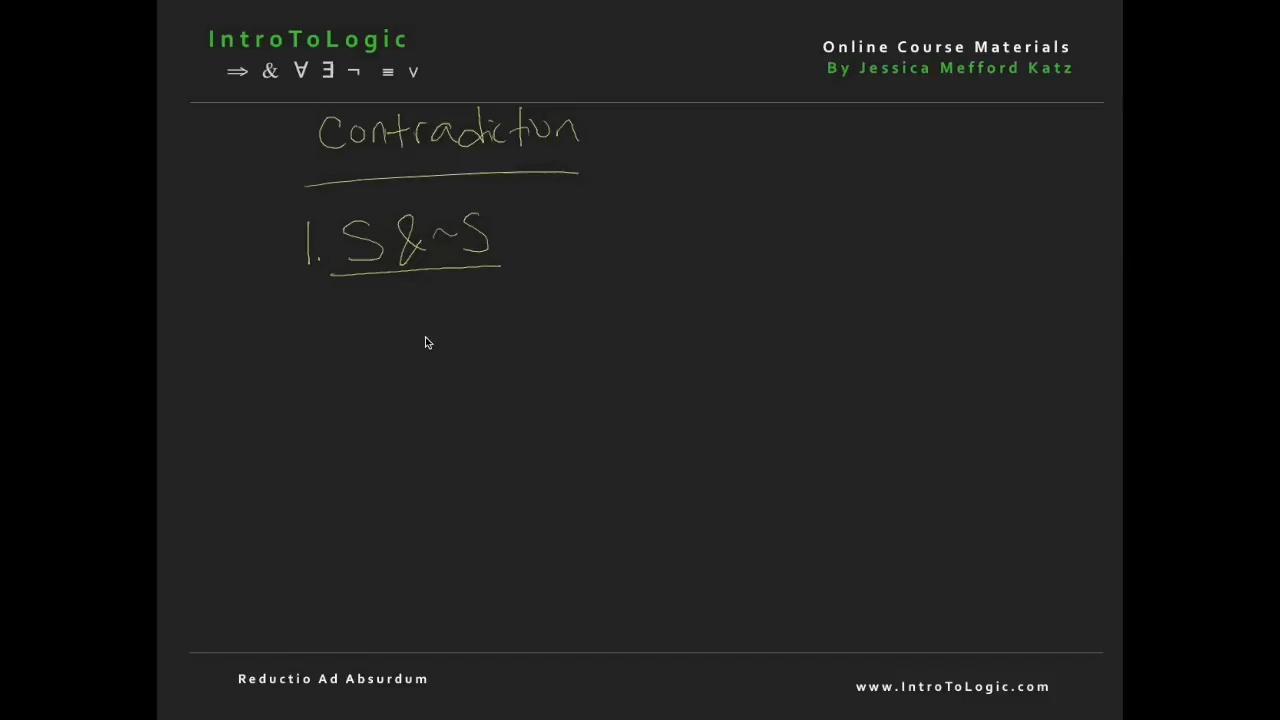 IntroToLogic
⇒ & ∀ ∃ ¬ ≡ ∨
Online Course Materials
By Jessica Mefford Katz
Contradiction
1. S & ~S
Reductio Ad Absurdum
www.IntroToLogic.com